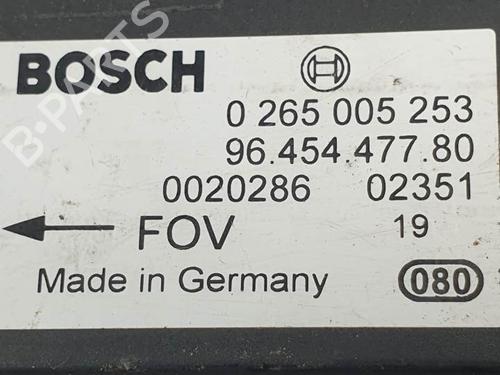 BOSCH
0 265 005 253
96.454.477.80
0020286 02351
FOV 19
Made in Germany 080
B-PARTS